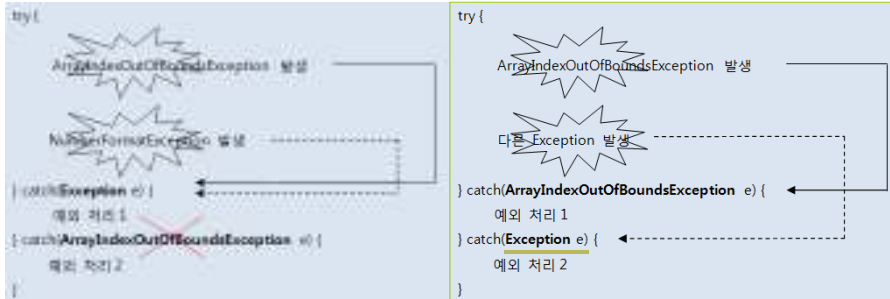 try {
ArrayIndexOutOfBoundsException 발생
NumberFormatException 발생
} catch(Exception e) {
예외 처리 1
} catch(ArrayIndexOutOfBoundsException e) {
예외 처리 2
}
try {
ArrayIndexOutOfBoundsException 발생
다른 Exception 발생
} catch(ArrayIndexOutOfBoundsException e) {
예외 처리 1
} catch(Exception e) {
예외 처리 2
}